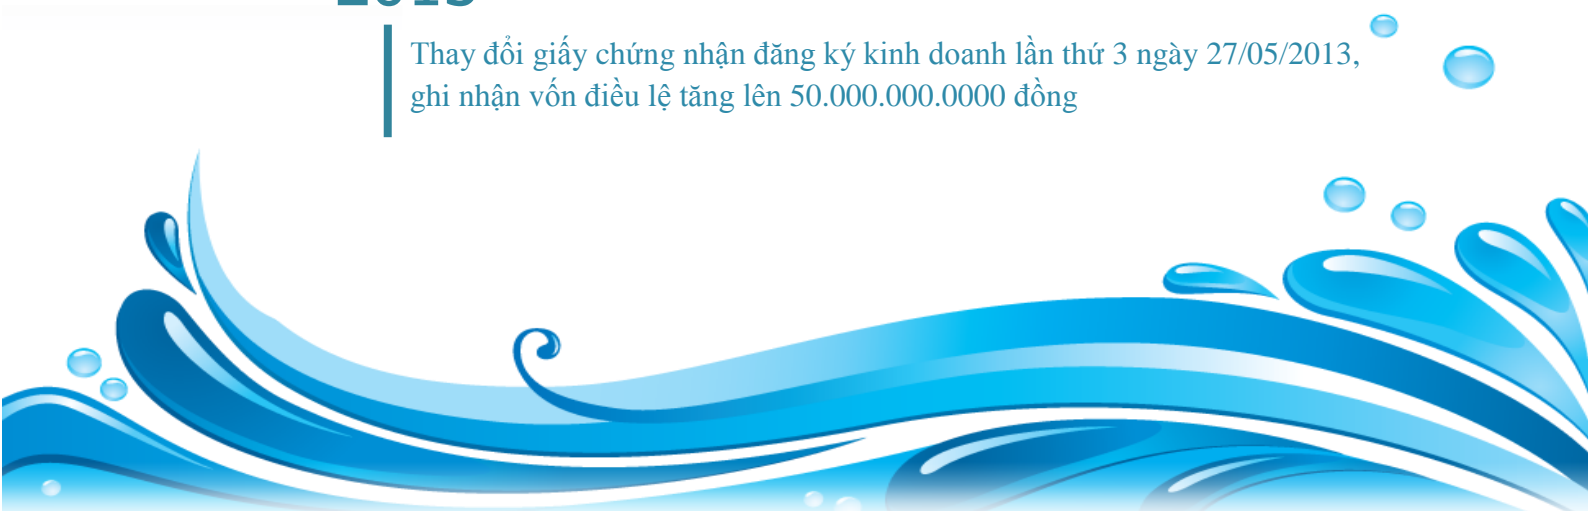 2013
Thay đổi giấy chứng nhận đăng ký kinh doanh lần thứ 3 ngày 27/05/2013,
ghi nhận vốn điều lệ tăng lên 50.000.000.0000 đồng